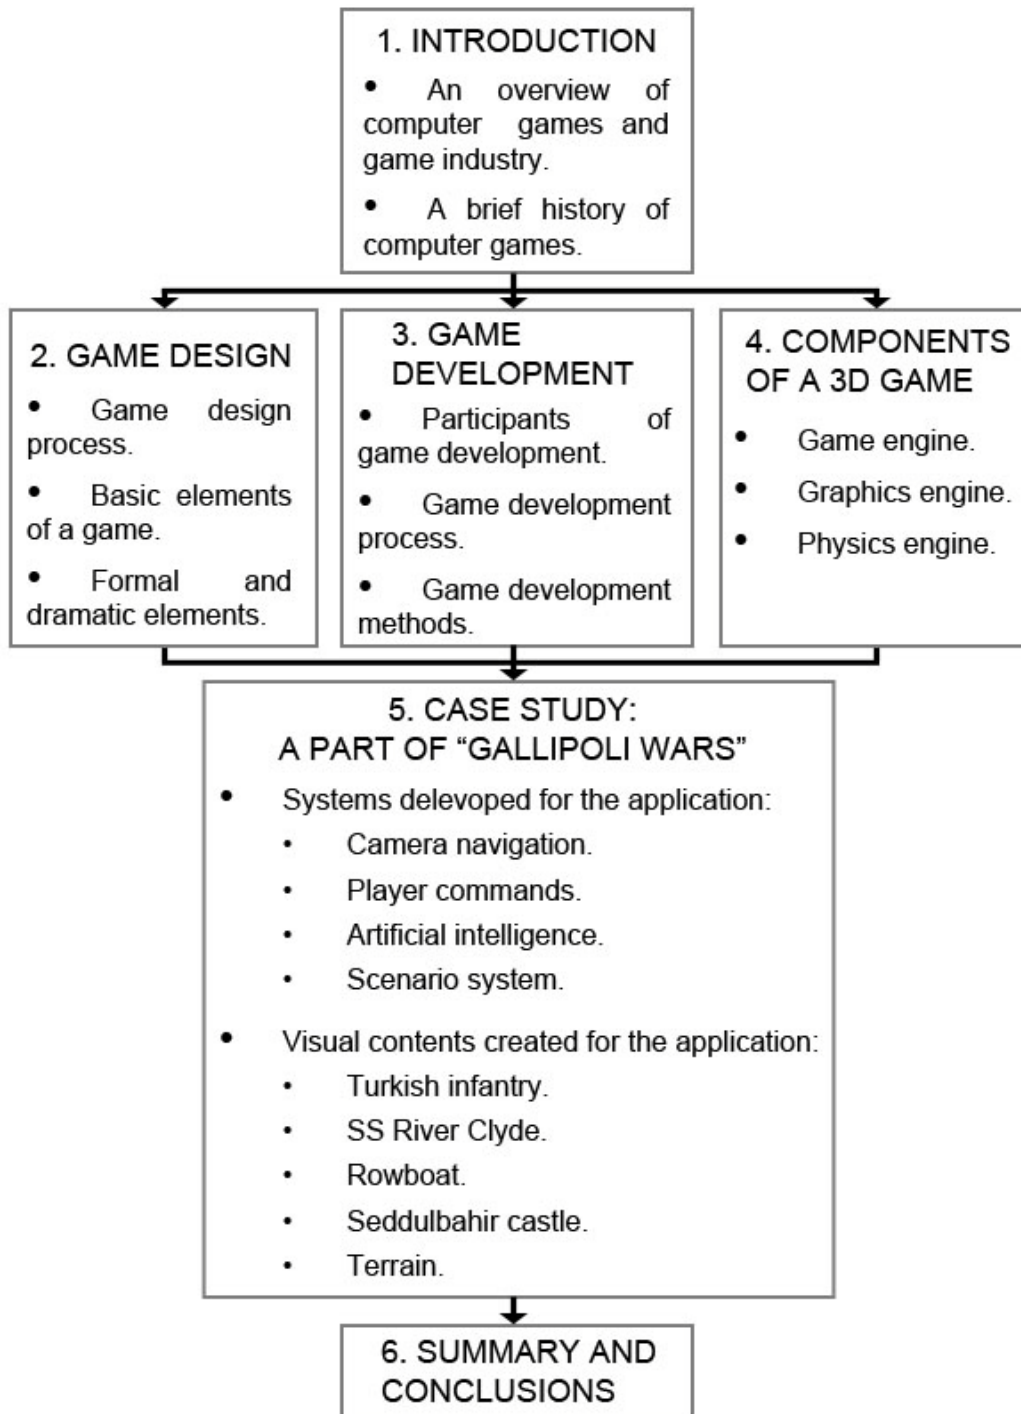 1. INTRODUCTION
• An overview of
computer games and
game industry.
• A brief history of
computer games.
2. GAME DESIGN
• Game design
process.
• Basic elements
of a game.
• Formal and
dramatic elements.
3. GAME
DEVELOPMENT
• Participants of
game development.
• Game development
process.
• Game development
methods.
4. COMPONENTS
OF A 3D GAME
• Game engine.
• Graphics engine.
• Physics engine.
5. CASE STUDY:
A PART OF “GALLIPOLI WARS”
• Systems delevoped for the application:
• Camera navigation.
• Player commands.
• Artificial intelligence.
• Scenario system.
• Visual contents created for the application:
• Turkish infantry.
• SS River Clyde.
• Rowboat.
• Seddulbahir castle.
• Terrain.
6. SUMMARY AND
CONCLUSIONS